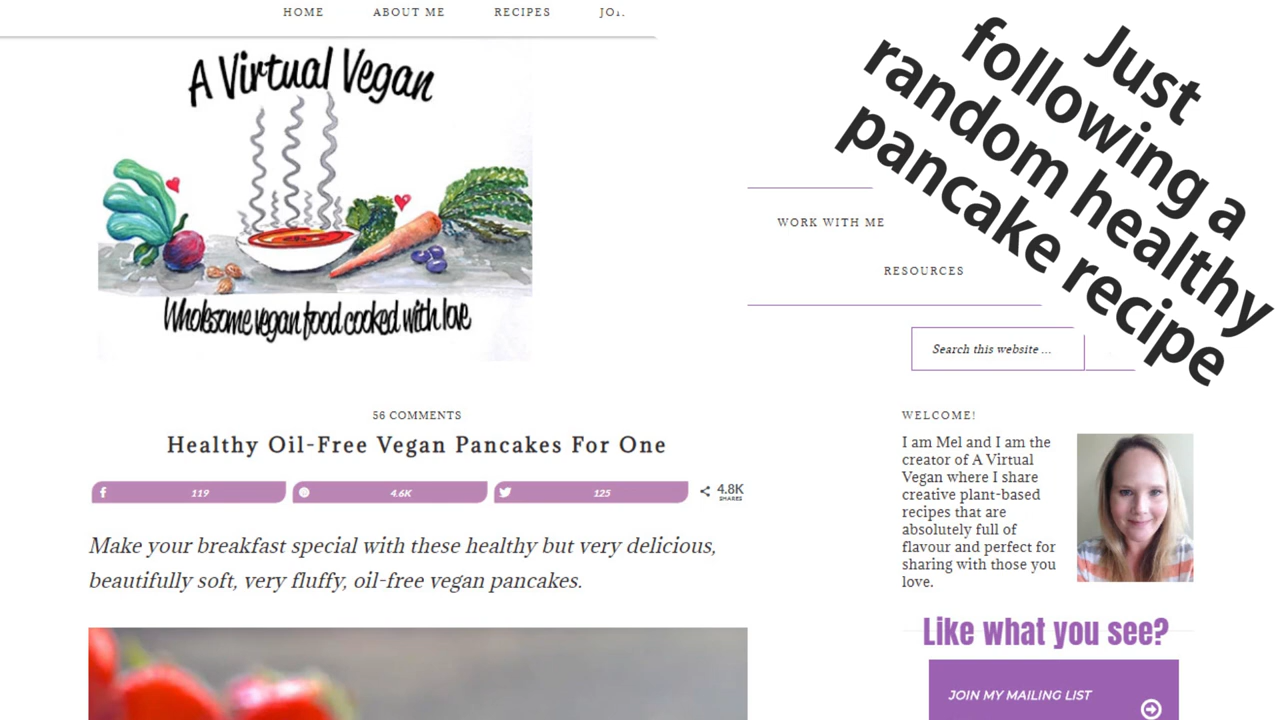 HOME ABOUT ME RECIPES
A Virtual Vegan
Wholesome vegan food cooked with love
Just
following a
random healthy
pancake recipe
WORK WITH ME
RESOURCES
Search this website ...
56 COMMENTS
Healthy Oil-Free Vegan Pancakes For One
119 4.6K 125 4.8K
SHARES
Make your breakfast special with these healthy but very delicious,
beautifully soft, very fluffy, oil-free vegan pancakes.
WELCOME!
I am Mel and I am the
creator of A Virtual
Vegan where I share
creative plant-based
recipes that are
absolutely full of
flavour and perfect for
sharing with those you
love.
Like what you see?
JOIN MY MAILING LIST